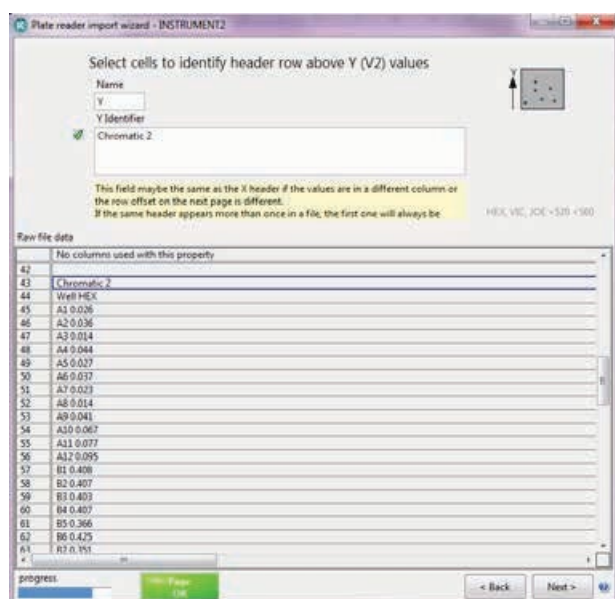 Plate reader import wizard - INSTRUMENT2
Select cells to identify header row above Y (V2) values
Name
Y
Y
Y Identifier
Chromatic 2
This field maybe the same as the X header if the values are in a different column or
the row offset on the next page is different.
If the same header appears more than once in a file, the first one will always be
HEX, VIC, JOE <520 <560
Raw file data
No columns used with this property
42
43 Chromatic 2
44 Well HEX
45 A1 0.026
46 A2 0.036
47 A3 0.014
48 A4 0.044
49 A5 0.027
50 A6 0.037
51 A7 0.023
52 A8 0.014
53 A9 0.041
54 A10 0.067
55 A11 0.077
56 A12 0.095
57 B1 0.408
58 B2 0.407
59 B3 0.403
60 B4 0.407
61 B5 0.366
62 B6 0.425
63 B7 0.351
progress
Page
OK
< Back
Next >